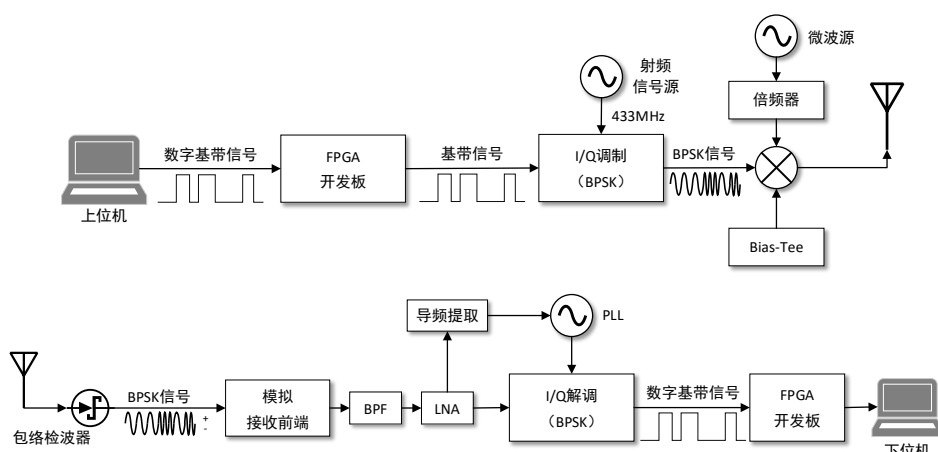 微波源
射频
信号源
倍频器
433MHz
数字基带信号
FPGA
开发板
基带信号
I/Q调制
（BPSK）
BPSK信号
上位机
Bias-Tee
导频提取
PLL
BPSK信号
+
-
包络检波器
模拟
接收前端
BPF
LNA
I/Q解调
（BPSK）
数字基带信号
FPGA
开发板
下位机